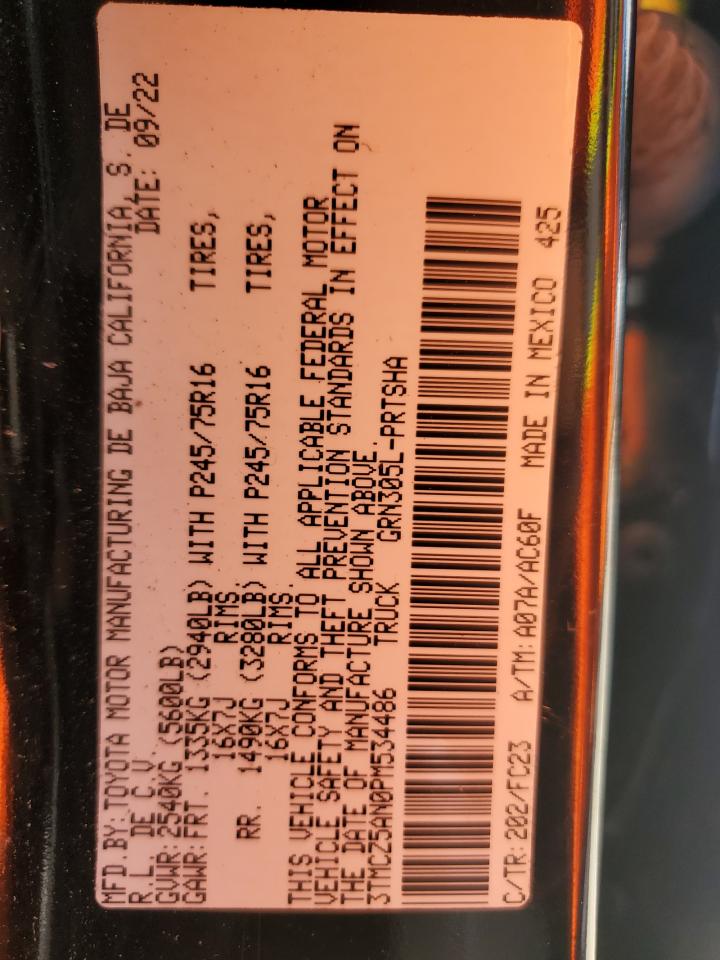 MFD.BY: TOYOTA MOTOR MANUFACTURING DE BAJA CALIFORNIA, S. DE
R.L. DE C.V. DATE: 09/22
GVWR: 2540KG (5600LB)
GAWR: FRT. 1335KG (2940LB) WITH P245/75R16 TIRES,
16X7J RIMS.
RR. 1490KG (3280LB) WITH P245/75R16 TIRES,
16X7J RIMS.
THIS VEHICLE CONFORMS TO ALL APPLICABLE FEDERAL MOTOR
VEHICLE SAFETY AND THEFT PREVENTION STANDARDS IN EFFECT ON
THE DATE OF MANUFACTURE SHOWN ABOVE.
3TMCZ5AN0PM534486 TRUCK GRN305L-PRTSHA
C/TR: 202/FC23 A/TM: A07A/AC60F MADE IN MEXICO 425